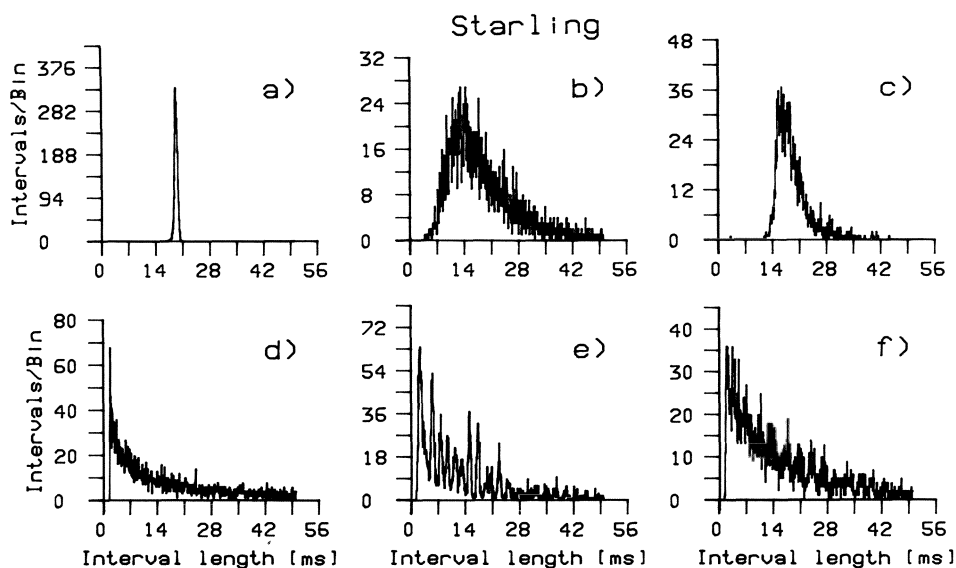 Starling
Intervals/Bin
376
282
188
94
0
a)
0 14 28 42 56
32
24
16
8
0
b)
0 14 28 42 56
48
36
24
12
0
c)
0 14 28 42 56
Intervals/Bin
80
60
40
20
0
d)
0 14 28 42 56
Interval length [ms]
72
54
36
18
0
e)
0 14 28 42 56
Interval length [ms]
40
30
20
10
0
f)
0 14 28 42 56
Interval length [ms]